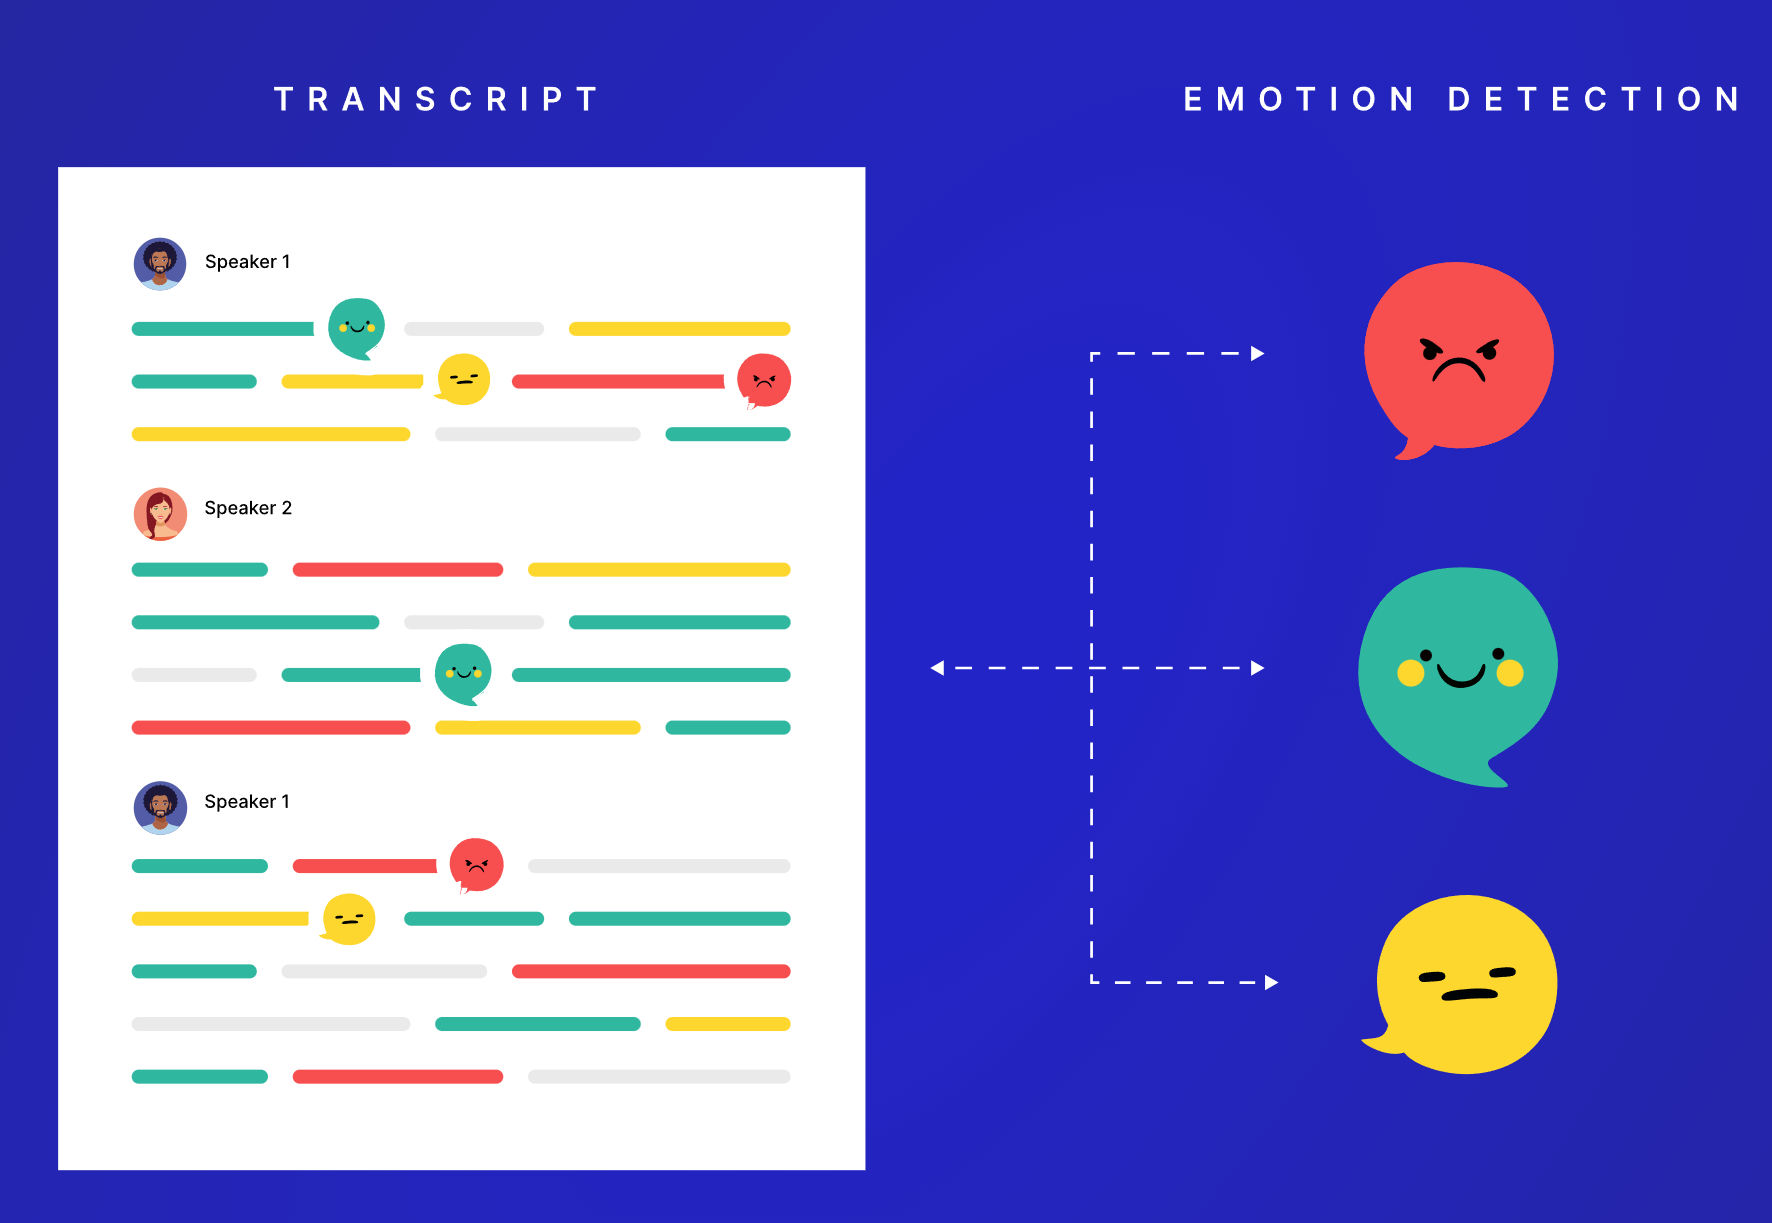 TRANSCRIPT
EMOTION DETECTION
Speaker 1
Speaker 2
Speaker 1